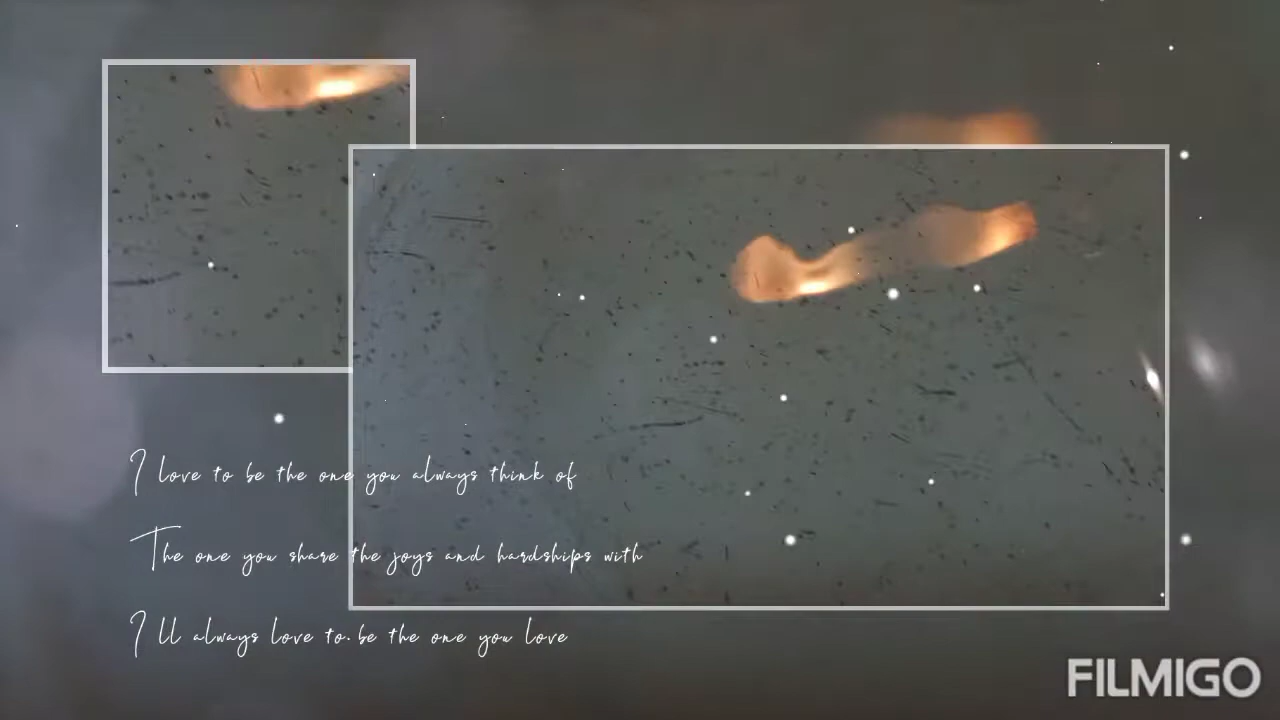 I love to be the one you always think of
The one you share the joys and hardships with
I ll always love to be the one you love
FILMIGO